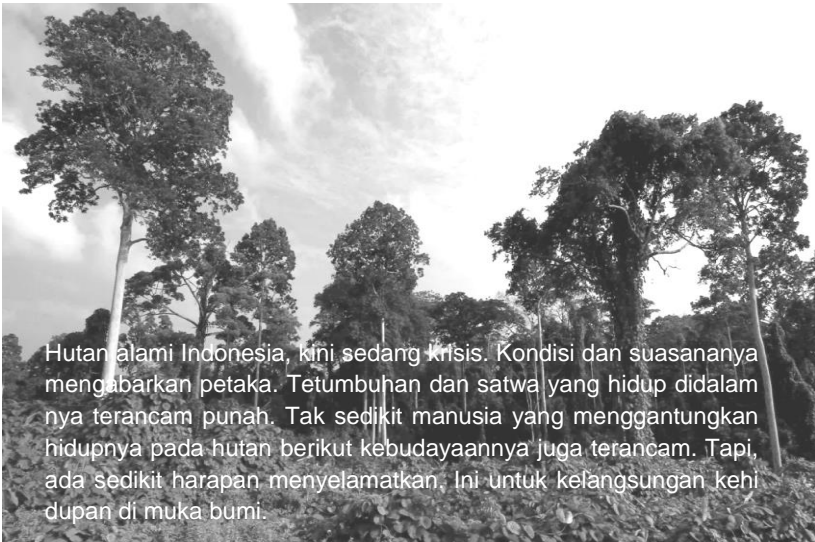 Hutan alami Indonesia, kini sedang krisis. Kondisi dan suasananya
mengabarkan petaka. Tetumbuhan dan satwa yang hidup didalam
nya terancam punah. Tak sedikit manusia yang menggantungkan
hidupnya pada hutan berikut kebudayaannya juga terancam. Tapi,
ada sedikit harapan menyelamatkan. Ini untuk kelangsungan kehi
dupan di muka bumi.